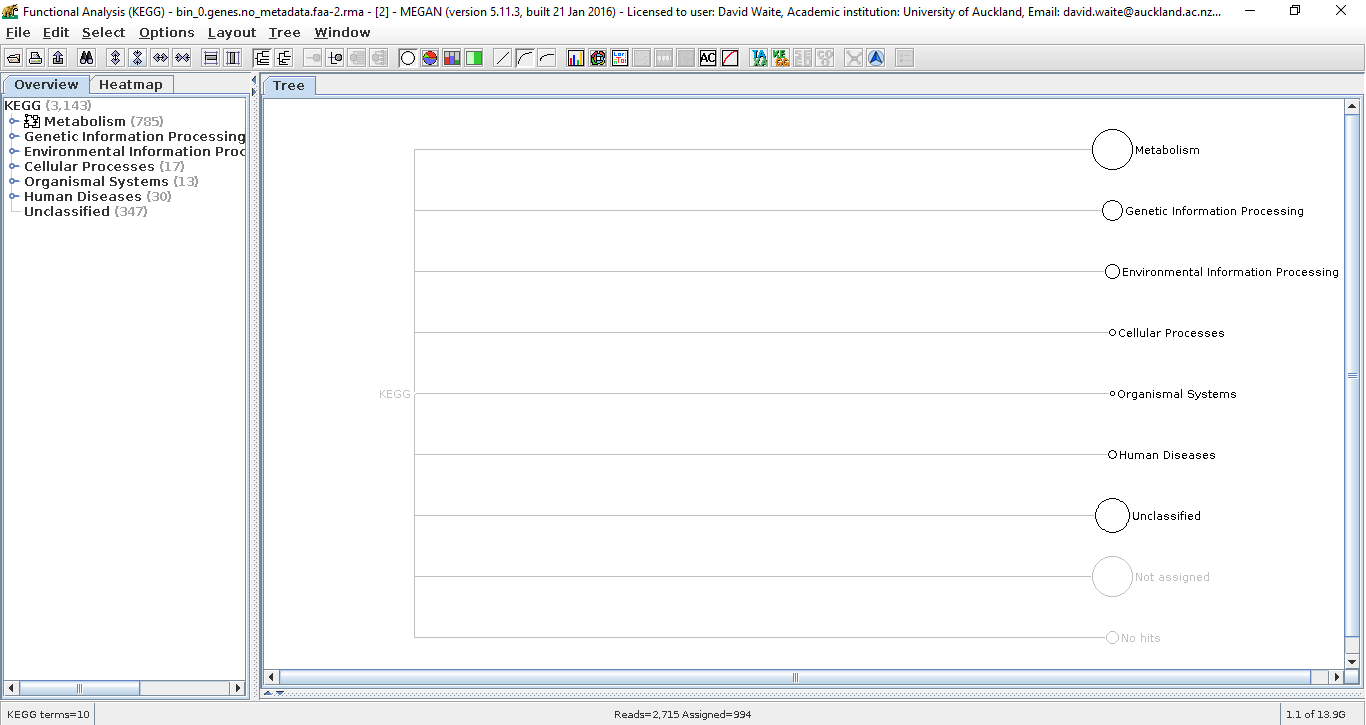 Functional Analysis (KEGG) - bin_0.genes.no_metadata.faa-2.rma - [2] - MEGAN (version 5.11.3, built 21 Jan 2016) - Licensed to user: David Waite, Academic institution: University of Auckland, Email: david.waite@auckland.ac.nz...
File Edit Select Options Layout Tree Window
AC
Overview Heatmap
Tree
KEGG (3,143)
Metabolism (785)
Genetic Information Processing
Environmental Information Proc
Cellular Processes (17)
Organismal Systems (13)
Human Diseases (30)
Unclassified (347)
Metabolism
Genetic Information Processing
Environmental Information Processing
Cellular Processes
KEGG
Organismal Systems
Human Diseases
Unclassified
Not assigned
No hits
KEGG terms=10
Reads=2,715 Assigned=994
1.1 of 13.9G